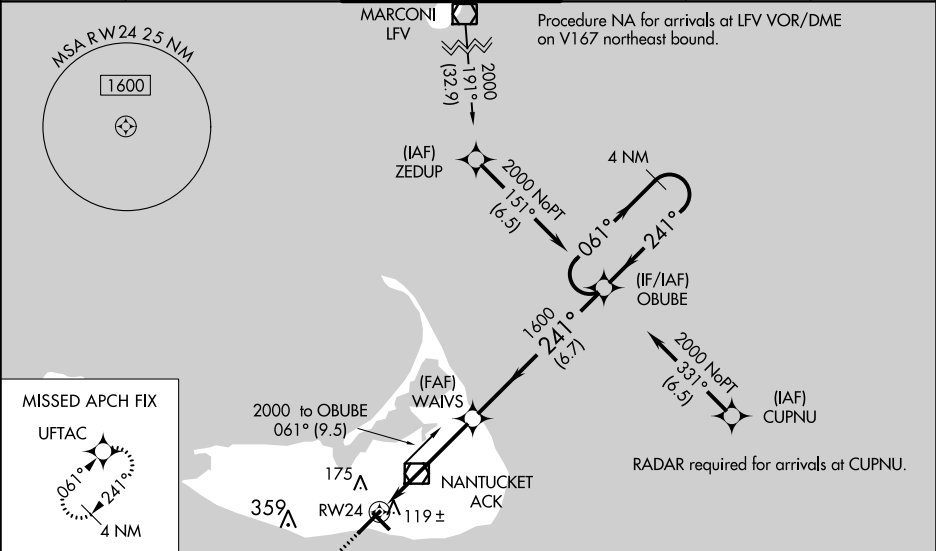 MARCONI
LFV
Procedure NA for arrivals at LFV VOR/DME
on V167 northeast bound.
MSA RW24 25 NM
1600
2000
191°
(32.9)
(IAF)
ZEDUP
2000 NoPT
151°
(6.5)
4 NM
061°
241°
(IF/IAF)
OBUBE
1600
241°
(6.7)
2000 NoPT
331°
(6.5)
(IAF)
CUPNU
RADAR required for arrivals at CUPNU.
(FAF)
WAIVS
2000 to OBUBE
061° (9.5)
175
NANTUCKET
ACK
359
RW24
119 ±
MISSED APCH FIX
UFTAC
061°
241°
4 NM